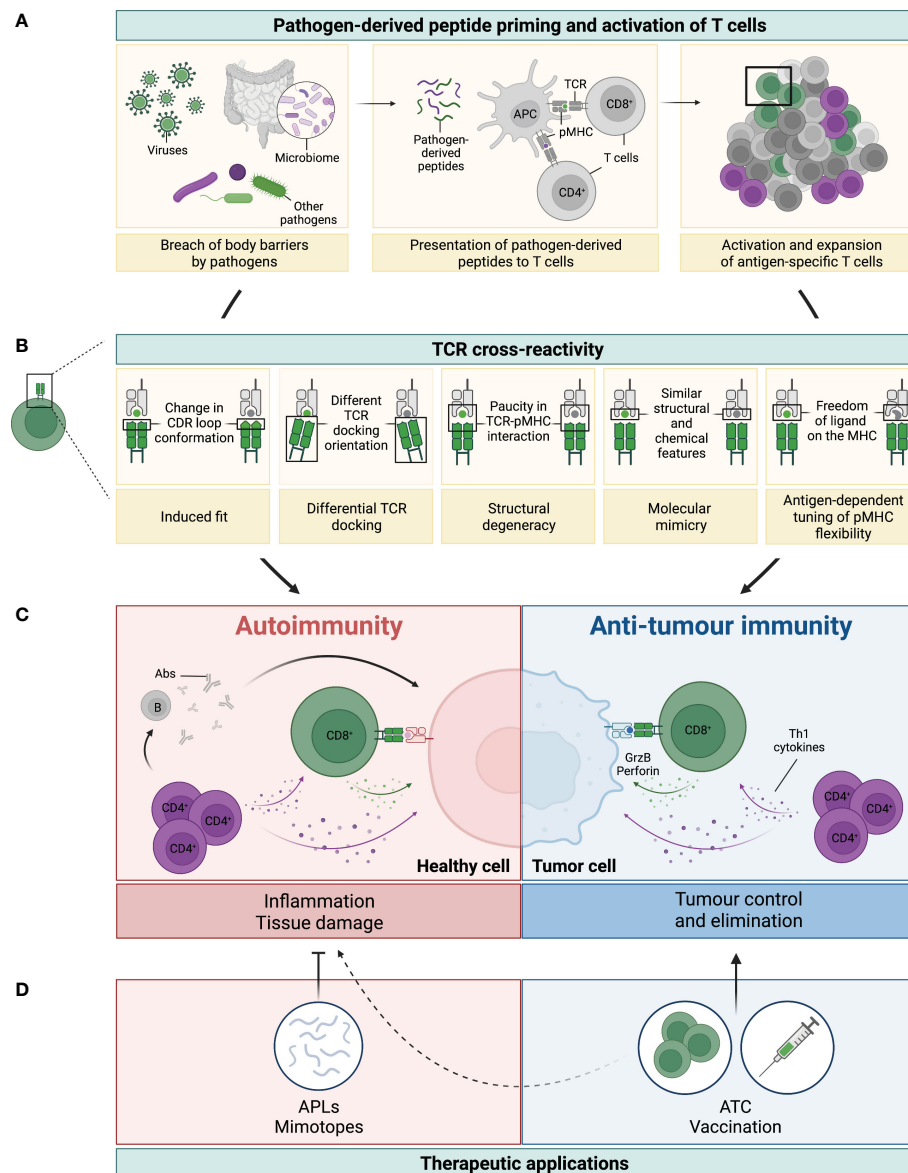 A
Pathogen-derived peptide priming and activation of T cells
Viruses
Microbiome
Other
pathogens
Breach of body barriers
by pathogens
Pathogen-
derived
peptides
APC
TCR
pMHC
CD8+
T cells
CD4+
Presentation of pathogen-derived
peptides to T cells
Activation and expansion
of antigen-specific T cells
B
TCR cross-reactivity
Change in
CDR loop
conformation
Induced fit
Different
TCR
docking
orientation
Differential TCR
docking
Paucity in
TCR-pMHC
interaction
Structural
degeneracy
Similar
structural
and
chemical
features
Molecular
mimicry
Freedom
of ligand
on the MHC
Antigen-dependent
tuning of pMHC
flexibility
C
Autoimmunity
Abs
B
CD8+
CD4+
CD4+
CD4+
Healthy cell
Inflammation
Tissue damage
Anti-tumour immunity
CD8+
GrzB
Perforin
Th1
cytokines
CD4+
CD4+
CD4+
Tumor cell
Tumour control
and elimination
D
APLs
Mimotopes
ATC
Vaccination
Therapeutic applications